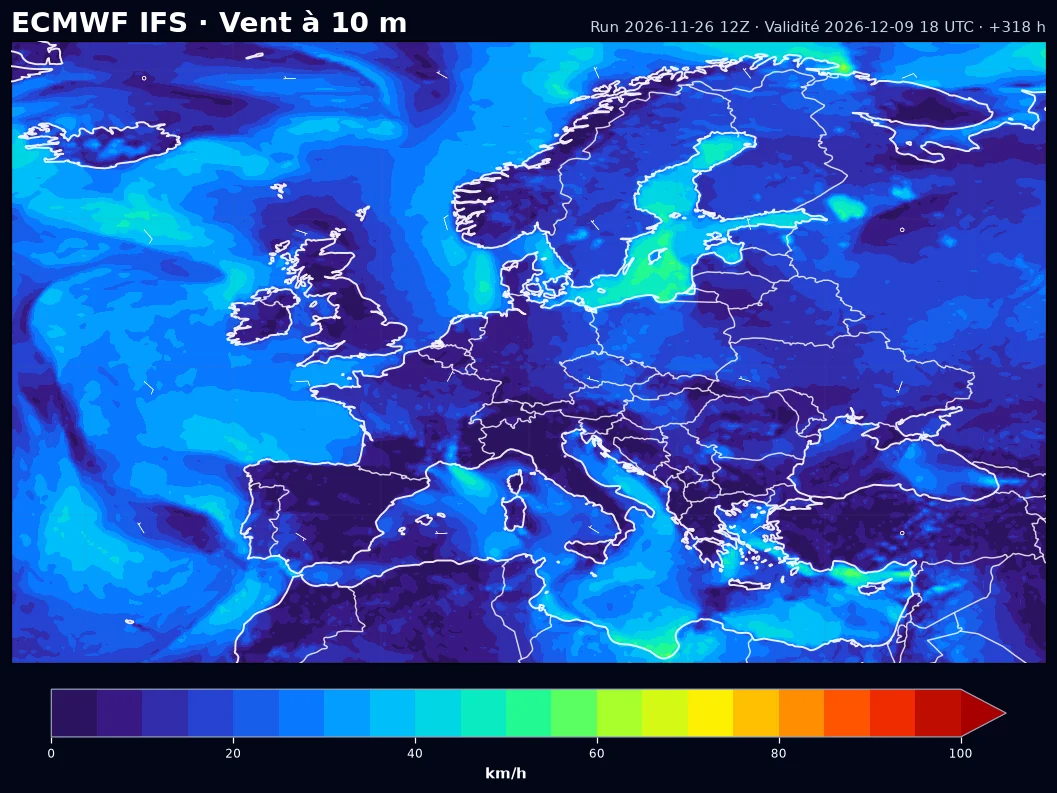 ECMWF IFS · Vent à 10 m
Run 2026-11-26 12Z · Validité 2026-12-09 18 UTC · +318 h
0 20 40 60 80 100
km/h